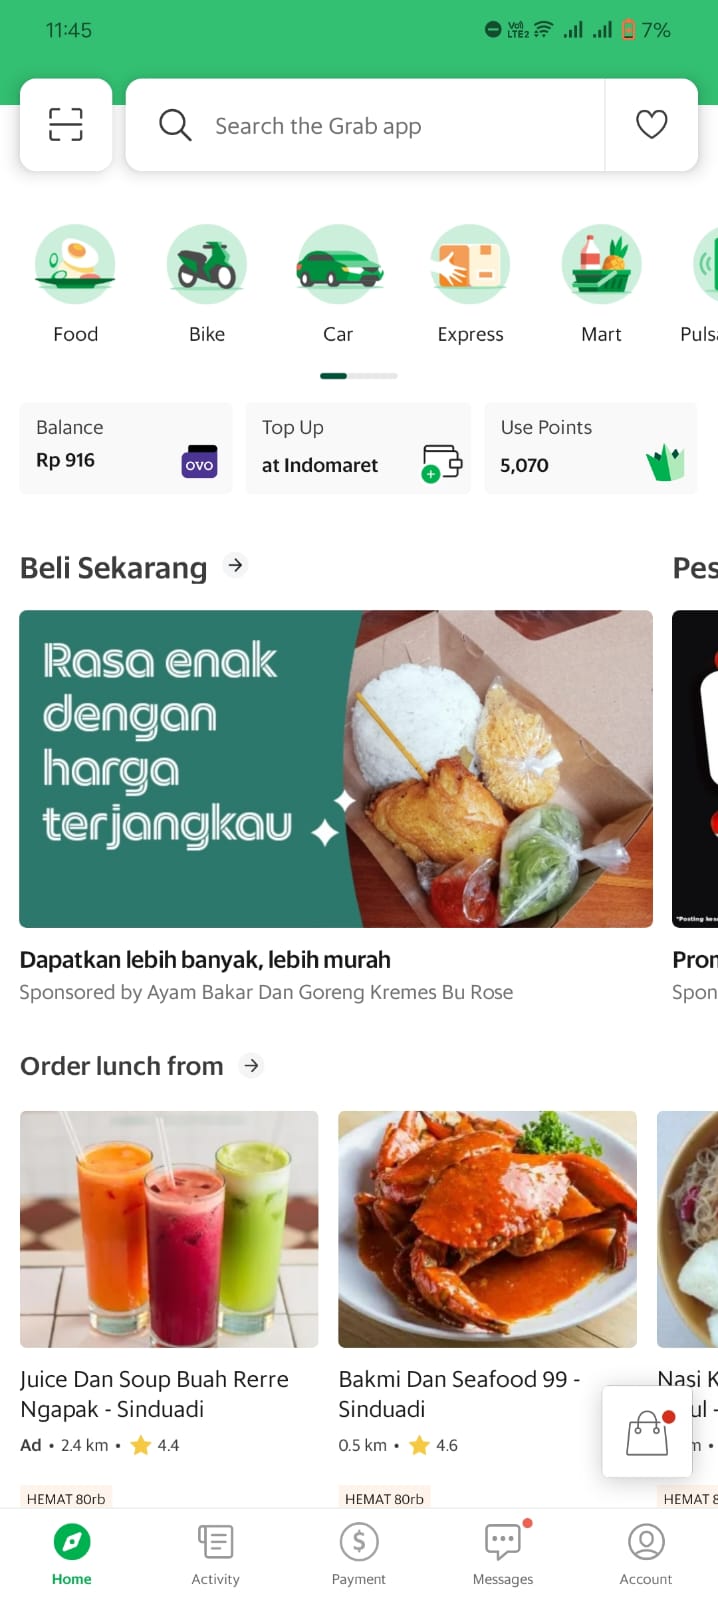 11:45
Vo))
LTE2
7%
Search the Grab app
Food
Bike
Car
Express
Mart
Puls
Balance
Rp 916
OVO
Top Up
at Indomaret
Use Points
5,070
Beli Sekarang
Pes
Rasa enak
dengan
harga
terjangkau
*Posting
Dapatkan lebih banyak, lebih murah
Sponsored by Ayam Bakar Dan Goreng Kremes Bu Rose
Pror
Spon
Order lunch from
Juice Dan Soup Buah Rerre
Ngapak - Sinduadi
Ad • 2.4 km • 4.4
HEMAT 80rb
Bakmi Dan Seafood 99 -
Sinduadi
0.5 km • 4.6
HEMAT 80rb
Nasi K
ul -
m •
HEMAT 8
Home
Activity
Payment
Messages
Account